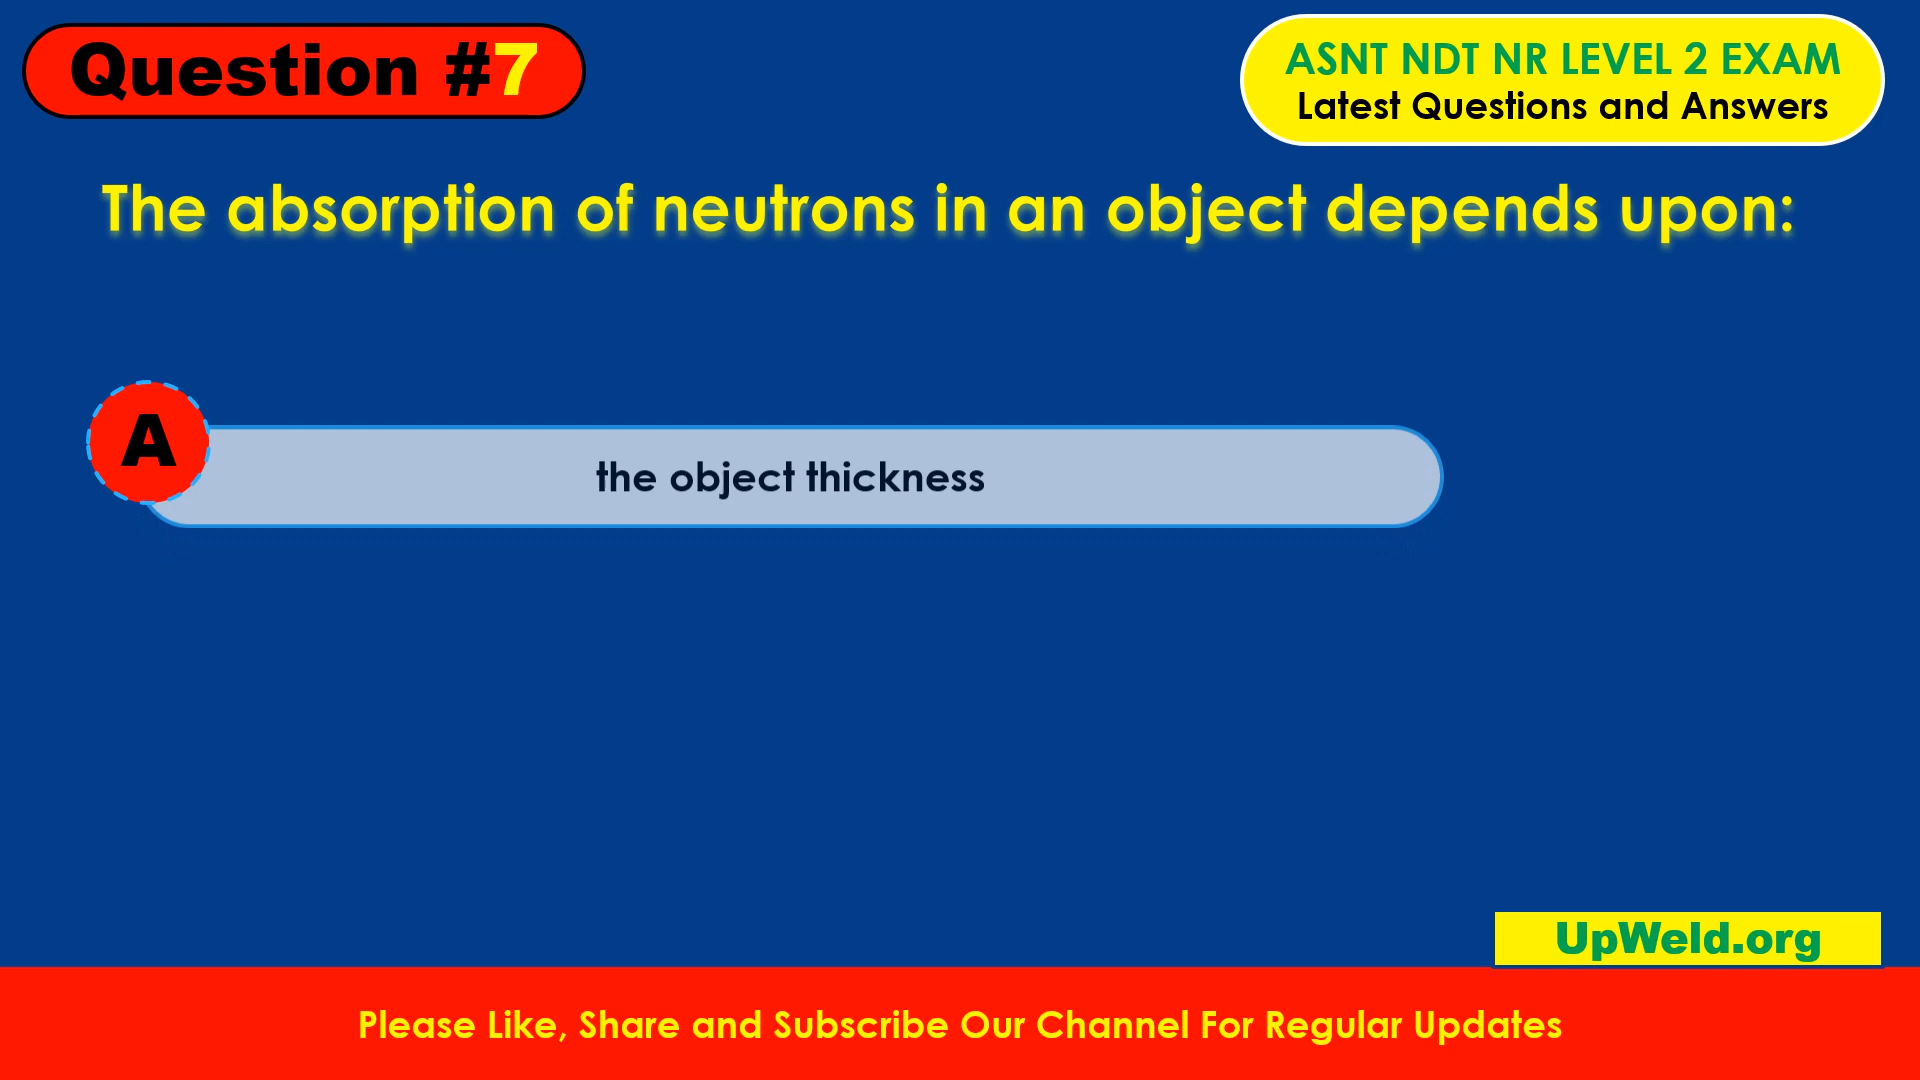 Question #7
ASNT NDT NR LEVEL 2 EXAM
Latest Questions and Answers
The absorption of neutrons in an object depends upon:
A
the object thickness
UpWeld.org
Please Like, Share and Subscribe Our Channel For Regular Updates